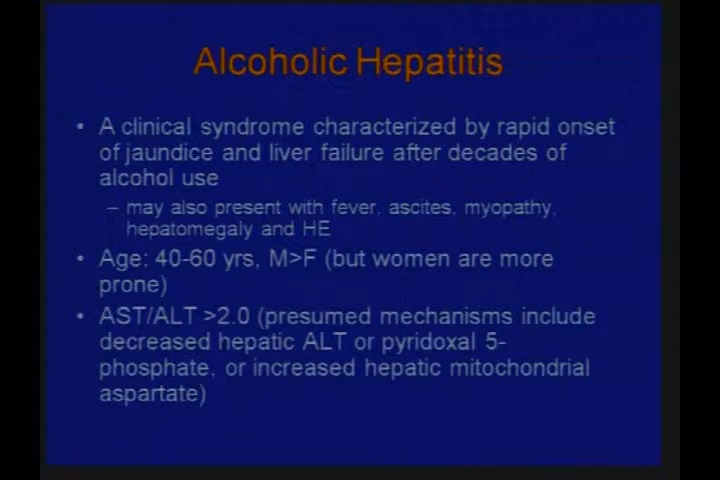 Alcoholic Hepatitis
• A clinical syndrome characterized by rapid onset
of jaundice and liver failure after decades of
alcohol use
– may also present with fever, ascites, myopathy,
hepatomegaly and HE
• Age: 40-60 yrs, M>F (but women are more
prone)
• AST/ALT >2.0 (presumed mechanisms include
decreased hepatic ALT or pyridoxal 5-
phosphate, or increased hepatic mitochondrial
aspartate)